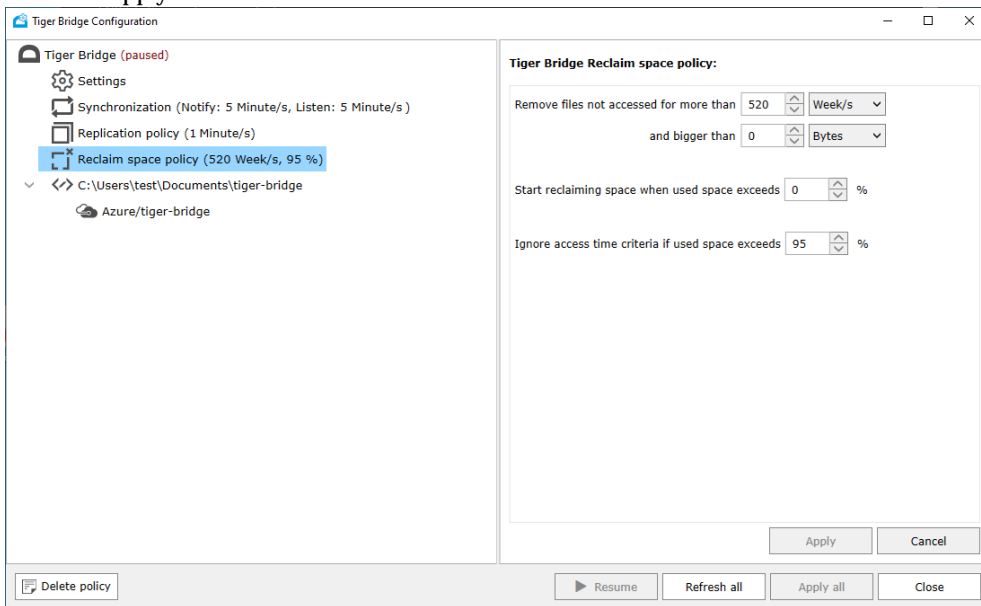 Tiger Bridge Configuration
Tiger Bridge (paused)
Settings
Synchronization (Notify: 5 Minute/s, Listen: 5 Minute/s )
Replication policy (1 Minute/s)
Reclaim space policy (520 Week/s, 95 %)
C:\Users\test\Documents\tiger-bridge
Azure/tiger-bridge
Tiger Bridge Reclaim space policy:
Remove files not accessed for more than 520 Week/s
and bigger than 0 Bytes
Start reclaiming space when used space exceeds 0 %
Ignore access time criteria if used space exceeds 95 %
Apply Cancel
Delete policy Resume Refresh all Apply all Close